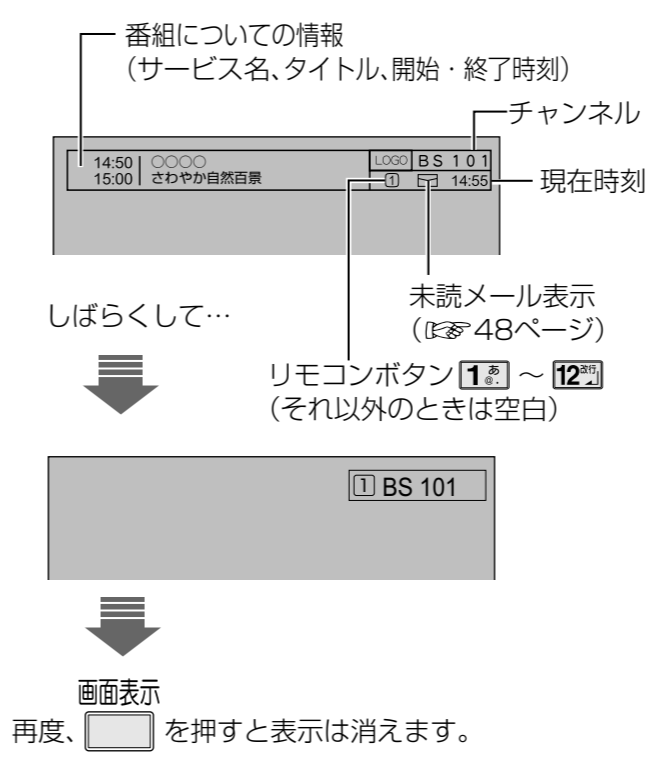 番組についての情報
（サービス名、タイトル、開始・終了時刻）
チャンネル
14:50 ○○○○ LOGO BS 101
15:00 さわやか自然百景 1 14:55
現在時刻
しばらくして…
未読メール表示
（☞48ページ）
リモコンボタン 1あ@. ～ 12改行
（それ以外のときは空白）
1 BS 101
画面表示
再度、 を押すと表示は消えます。